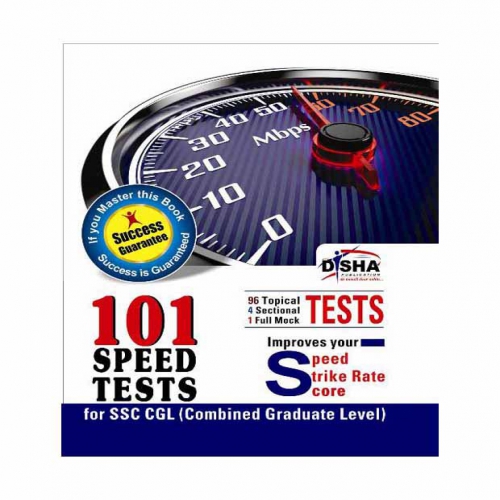 0
10
20
30
40
50
60
70
80
Mbps
If you Master this Book
Success
Guarantee
Success is Guaranteed
DISHA
PUBLICATION
96 Topical
4 Sectional
1 Full Mock
TESTS
101
SPEED
TESTS
Improves your
Speed
Strike Rate
Score
for SSC CGL (Combined Graduate Level)